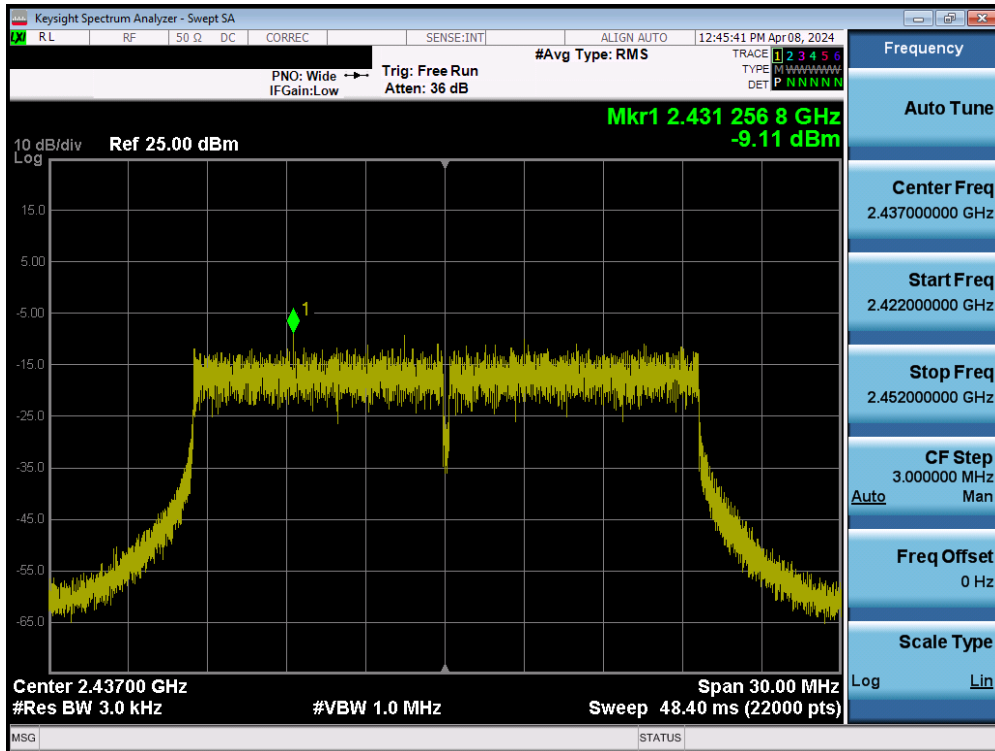 Keysight Spectrum Analyzer - Swept SA
LXI RL RF 50 Ω DC CORREC SENSE:INT ALIGN AUTO 12:45:41 PM Apr 08, 2024
#Avg Type: RMS TRACE 1 2 3 4 5 6
PNO: Wide Trig: Free Run TYPE M WWWWW
IFGain:Low Atten: 36 dB DET P N N N N N
Mkr1 2.431 256 8 GHz
-9.11 dBm
10 dB/div Ref 25.00 dBm
Log
15.0
5.00
1
-5.00
-15.0
-25.0
-35.0
-45.0
-55.0
-65.0
Center 2.43700 GHz Span 30.00 MHz
#Res BW 3.0 kHz #VBW 1.0 MHz Sweep 48.40 ms (22000 pts)
MSG STATUS
Frequency
Auto Tune
Center Freq
2.437000000 GHz
Start Freq
2.422000000 GHz
Stop Freq
2.452000000 GHz
CF Step
3.000000 MHz
Auto Man
Freq Offset
0 Hz
Scale Type
Log Lin